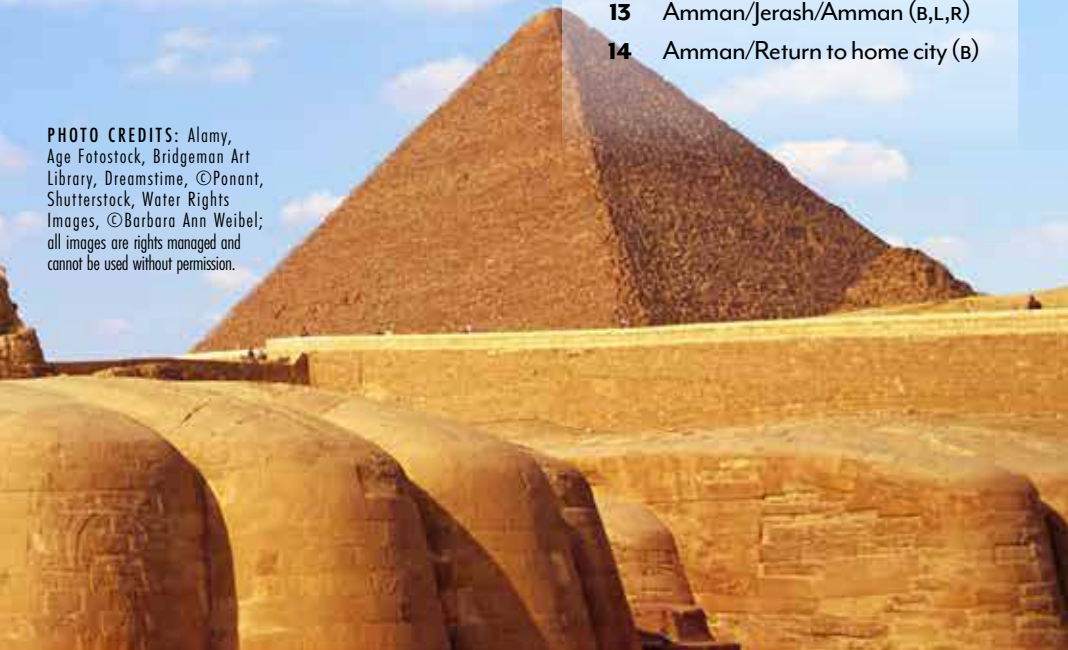 13 Amman/Jerash/Amman (B,L,R)
14 Amman/Return to home city (B)
PHOTO CREDITS: Alamy,
Age Fotostock, Bridgeman Art
Library, Dreamstime, ©Ponant,
Shutterstock, Water Rights
Images, ©Barbara Ann Weibel;
all images are rights managed and
cannot be used without permission.